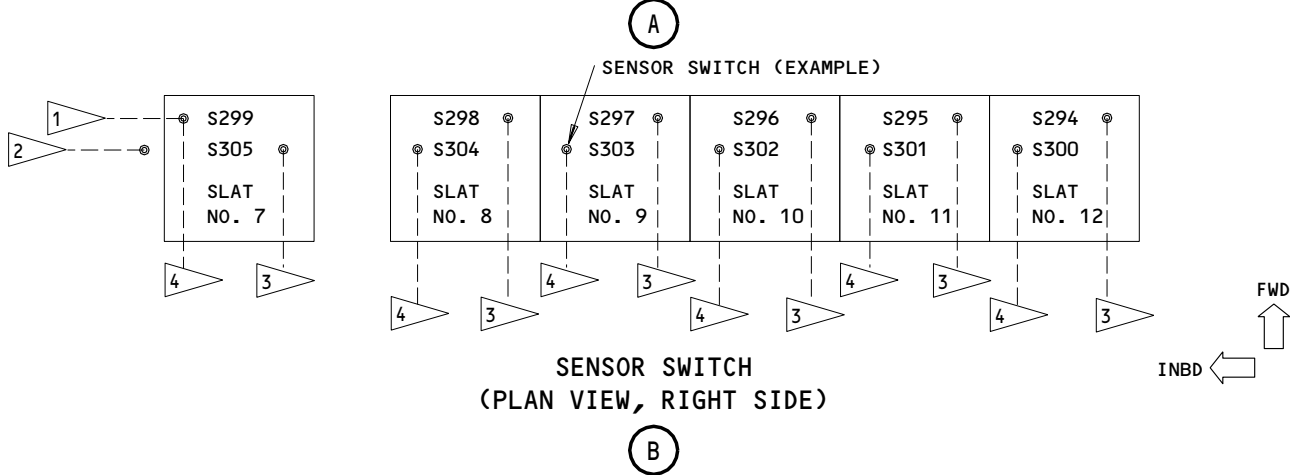 A
SENSOR SWITCH (EXAMPLE)
1
2
S299
S305
SLAT
NO. 7
S298
S304
SLAT
NO. 8
S297
S303
SLAT
NO. 9
S296
S302
SLAT
NO. 10
S295
S301
SLAT
NO. 11
S294
S300
SLAT
NO. 12
4
3
4
3
4
3
4
3
4
3
4
3
FWD
INBD
SENSOR SWITCH
(PLAN VIEW, RIGHT SIDE)
B